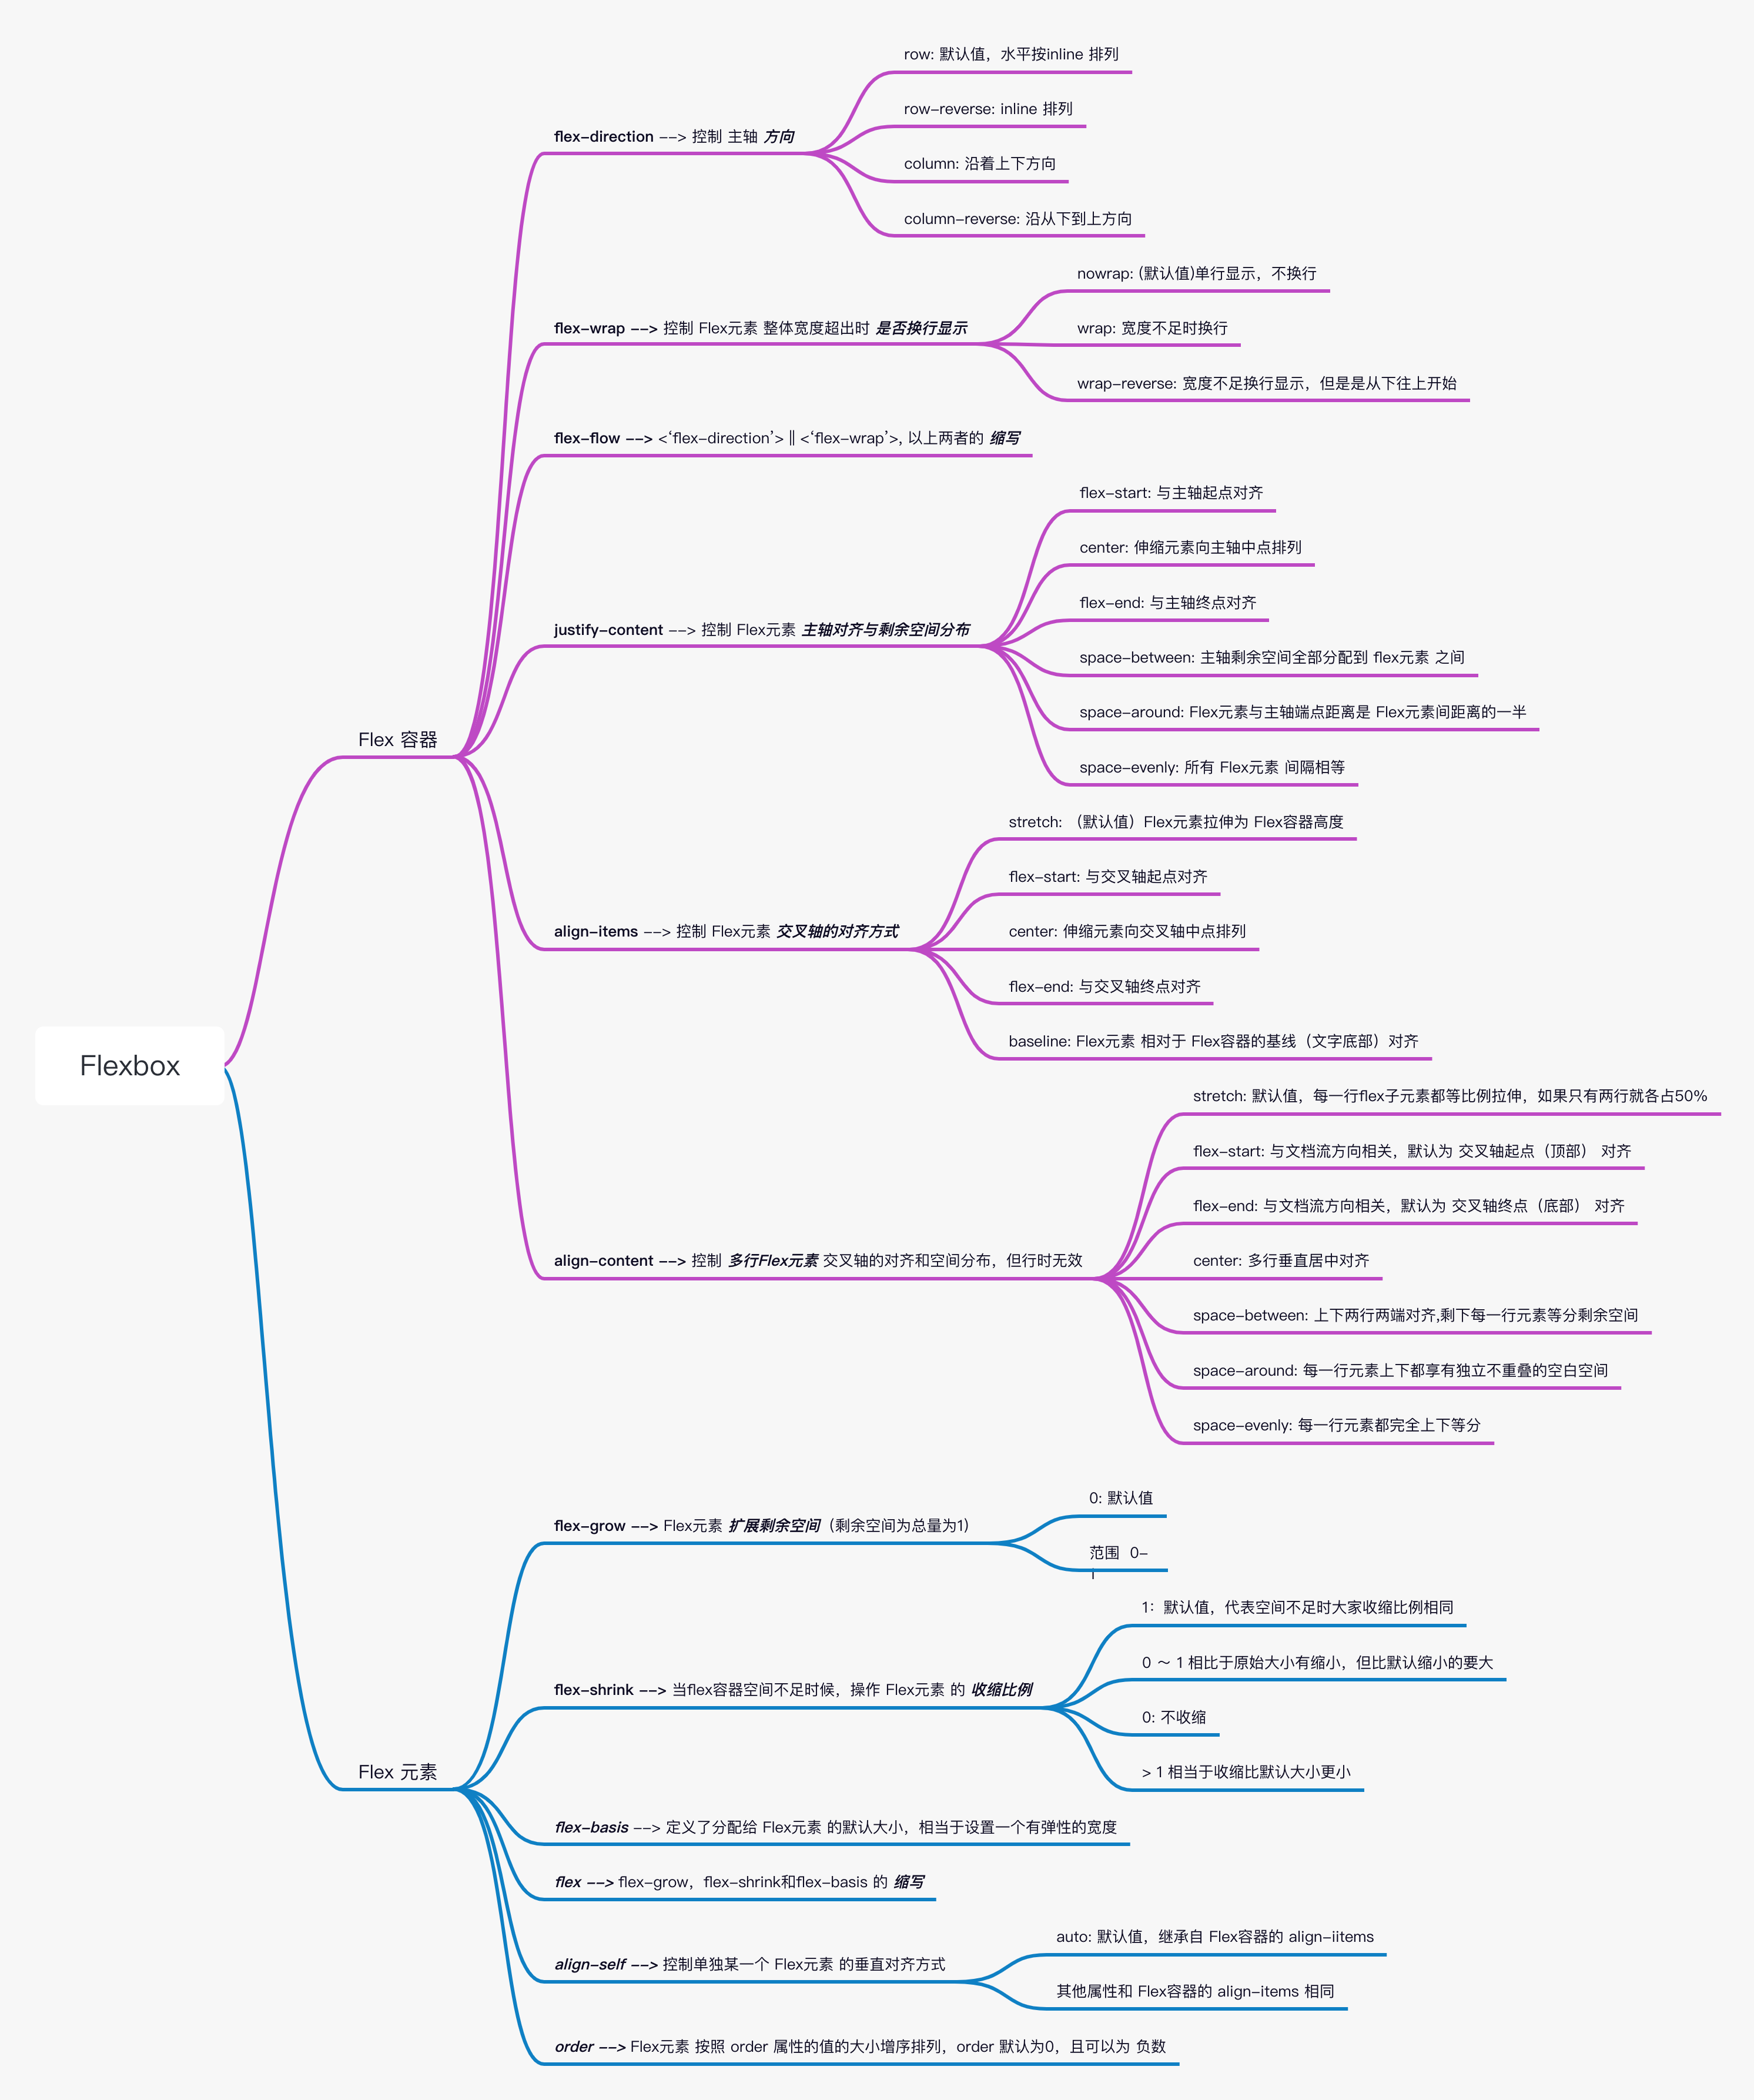 Flexbox
Flex 容器
flex-direction --> 控制 主轴 方向
row: 默认值，水平按inline 排列
row-reverse: inline 排列
column: 沿着上下方向
column-reverse: 沿从下到上方向
flex-wrap --> 控制 Flex元素 整体宽度超出时 是否换行显示
nowrap: (默认值)单行显示，不换行
wrap: 宽度不足时换行
wrap-reverse: 宽度不足换行显示，但是是从下往上开始
flex-flow --> <‘flex-direction’> || <‘flex-wrap’>, 以上两者的 缩写
justify-content --> 控制 Flex元素 主轴对齐与剩余空间分布
flex-start: 与主轴起点对齐
center: 伸缩元素向主轴中点排列
flex-end: 与主轴终点对齐
space-between: 主轴剩余空间全部分配到 flex元素 之间
space-around: Flex元素与主轴端点距离是 Flex元素间距离的一半
space-evenly: 所有 Flex元素 间隔相等
align-items --> 控制 Flex元素 交叉轴的对齐方式
stretch: （默认值）Flex元素拉伸为 Flex容器高度
flex-start: 与交叉轴起点对齐
center: 伸缩元素向交叉轴中点排列
flex-end: 与交叉轴终点对齐
baseline: Flex元素 相对于 Flex容器的基线（文字底部）对齐
align-content --> 控制 多行Flex元素 交叉轴的对齐和空间分布，但行时无效
stretch: 默认值，每一行flex子元素都等比例拉伸，如果只有两行就各占50%
flex-start: 与文档流方向相关，默认为 交叉轴起点（顶部） 对齐
flex-end: 与文档流方向相关，默认为 交叉轴终点（底部） 对齐
center: 多行垂直居中对齐
space-between: 上下两行两端对齐,剩下每一行元素等分剩余空间
space-around: 每一行元素上下都享有独立不重叠的空白空间
space-evenly: 每一行元素都完全上下等分
Flex 元素
flex-grow --> Flex元素 扩展剩余空间（剩余空间为总量为1）
0: 默认值
范围 0-
flex-shrink --> 当flex容器空间不足时候，操作 Flex元素 的 收缩比例
1：默认值，代表空间不足时大家收缩比例相同
0 ～ 1 相比于原始大小有缩小，但比默认缩小的要大
0: 不收缩
> 1 相当于收缩比默认大小更小
flex-basis --> 定义了分配给 Flex元素 的默认大小，相当于设置一个有弹性的宽度
flex --> flex-grow，flex-shrink和flex-basis 的 缩写
align-self --> 控制单独某一个 Flex元素 的垂直对齐方式
auto: 默认值，继承自 Flex容器的 align-iitems
其他属性和 Flex容器的 align-items 相同
order --> Flex元素 按照 order 属性的值的大小增序排列，order 默认为0，且可以为 负数